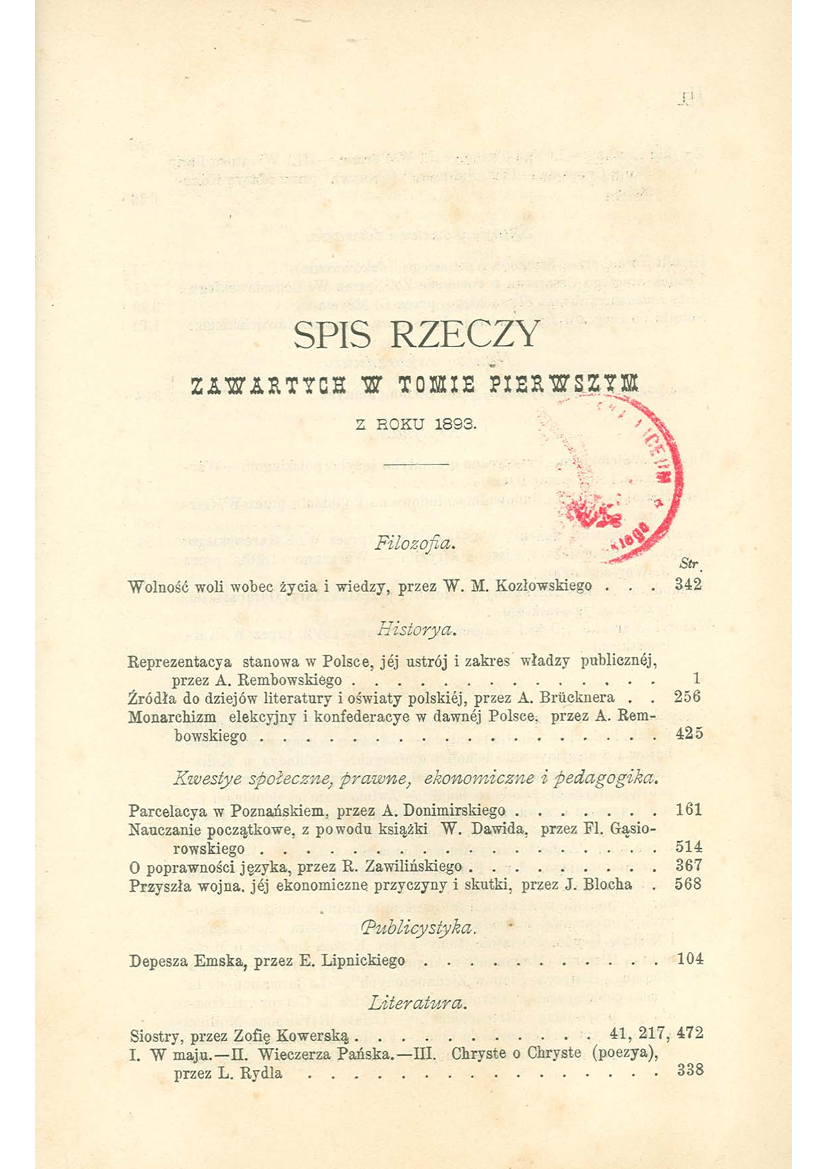 SPIS RZECZY
ZAWARTYCH W TOMIE PIERWSZYM
Z ROKU 1893.
LICEUM
Filozofia.
Str.
Wolność woli wobec życia i wiedzy, przez W. M. Kozłowskiego . . . 342
Historya.
Reprezentacya stanowa w Polsce, jéj ustrój i zakres władzy publicznéj,
przez A. Rembowskiego . . . . . . . . . . . . . . 1
Źródła do dziejów literatury i oświaty polskiéj, przez A. Brücknera . . 256
Monarchizm elekcyjny i konfederacye w dawnéj Polsce, przez A. Rem-
bowskiego . . . . . . . . . . . . . . . . . . 425
Kwestye społeczne, prawne, ekonomiczne i pedagogika.
Parcelacya w Poznańskiem, przez A. Donimirskiego . . . . . . . 161
Nauczanie początkowe, z powodu książki W. Dawida, przez Fl. Gąsio-
rowskiego . . . . . . . . . . . . . . . . . . 514
O poprawności języka, przez R. Zawilińskiego . . . . . . . . . 367
Przyszła wojna, jéj ekonomiczne przyczyny i skutki, przez J. Blocha . 568
Publicystyka.
Depesza Emska, przez E. Lipnickiego . . . . . . . . . . . 104
Literatura.
Siostry, przez Zofię Kowerską . . . . . . . . . . . 41, 217, 472
I. W maju.—II. Wieczerza Pańska.—III. Chryste o Chryste (poezya),
przez L. Rydla . . . . . . . . . . . . . . . . 338